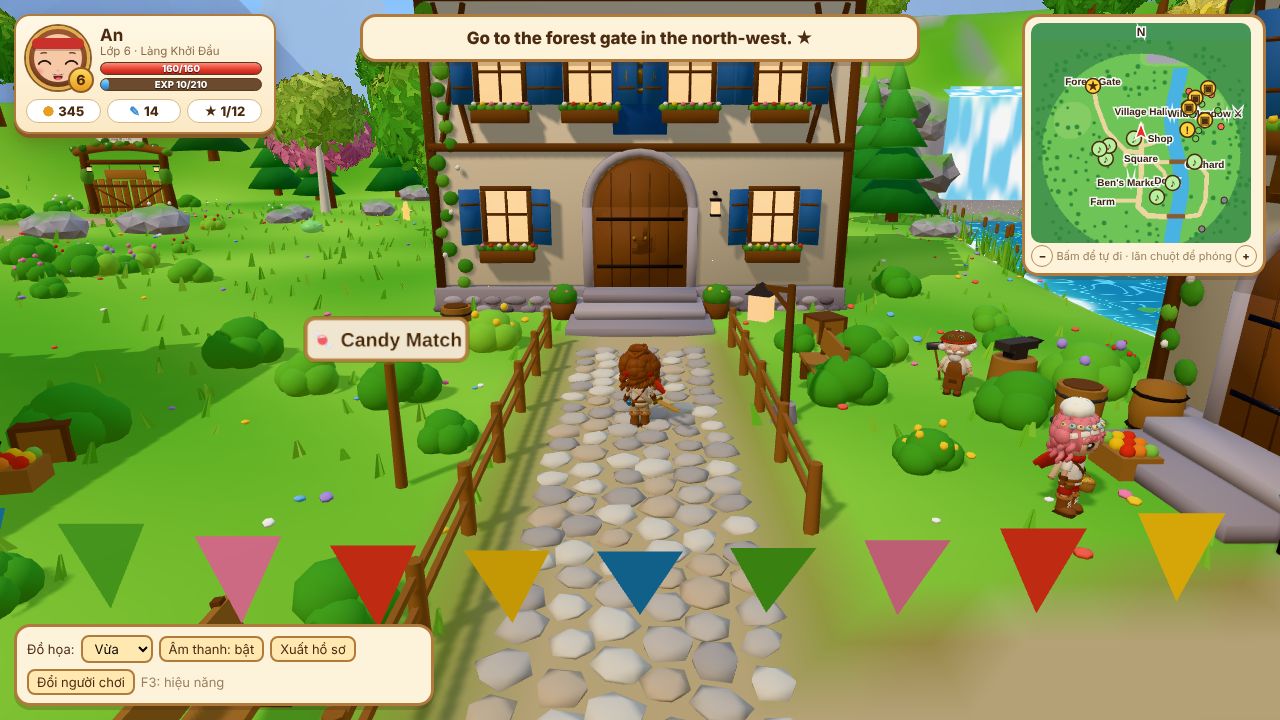 An
Lớp 6 · Làng Khởi Đầu
160/160
6
EXP 10/210
345
14
★ 1/12
Go to the forest gate in the north-west. ★
N
Gate
Village Hall
Shop
Square
Ben's Market
Farm
− Bấm để tự đi · lăn chuột để phóng +
Candy Match
Đồ họa: Vừa Âm thanh: bật Xuất hồ sơ
Đổi người chơi F3: hiệu năng